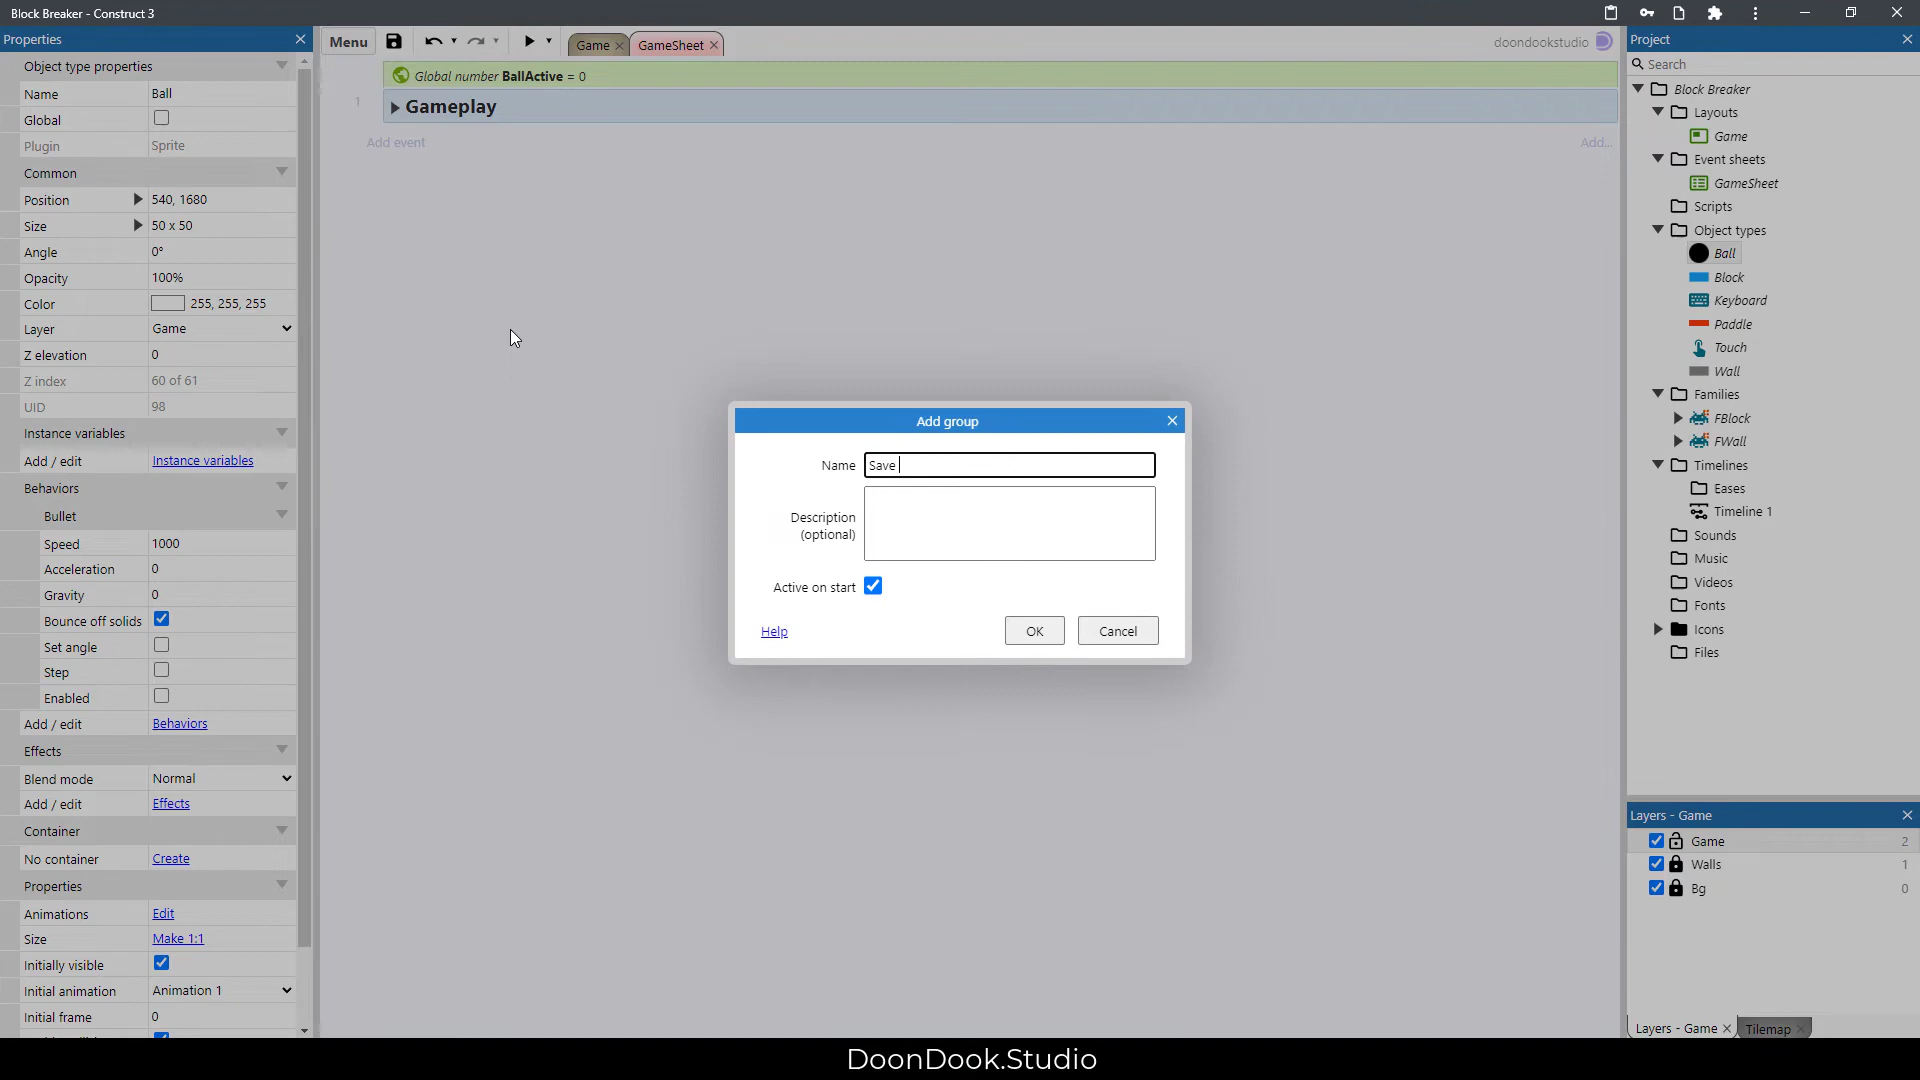 Block Breaker - Construct 3
Properties
Object type properties
Name Ball
Global
Plugin Sprite
Common
Position 540, 1680
Size 50 x 50
Angle 0°
Opacity 100%
Color 255, 255, 255
Layer Game
Z elevation 0
Z index 60 of 61
UID 98
Instance variables
Add / edit Instance variables
Behaviors
Bullet
Speed 1000
Acceleration 0
Gravity 0
Bounce off solids
Set angle
Step
Enabled
Add / edit Behaviors
Effects
Blend mode Normal
Add / edit Effects
Container
No container Create
Properties
Animations Edit
Size Make 1:1
Initially visible
Initial animation Animation 1
Initial frame 0
Menu
Game
GameSheet
doondookstudio
Global number BallActive = 0
1
Gameplay
Add event
Add...
Add group
Name Save
Description
(optional)
Active on start
Help
OK
Cancel
Project
Search
Block Breaker
Layouts
Game
Event sheets
GameSheet
Scripts
Object types
Ball
Block
Keyboard
Paddle
Touch
Wall
Families
FBlock
FWall
Timelines
Eases
Timeline 1
Sounds
Music
Videos
Fonts
Icons
Files
Layers - Game
Game 2
Walls 1
Bg 0
Layers - Game
Tilemap
DoonDook.Studio